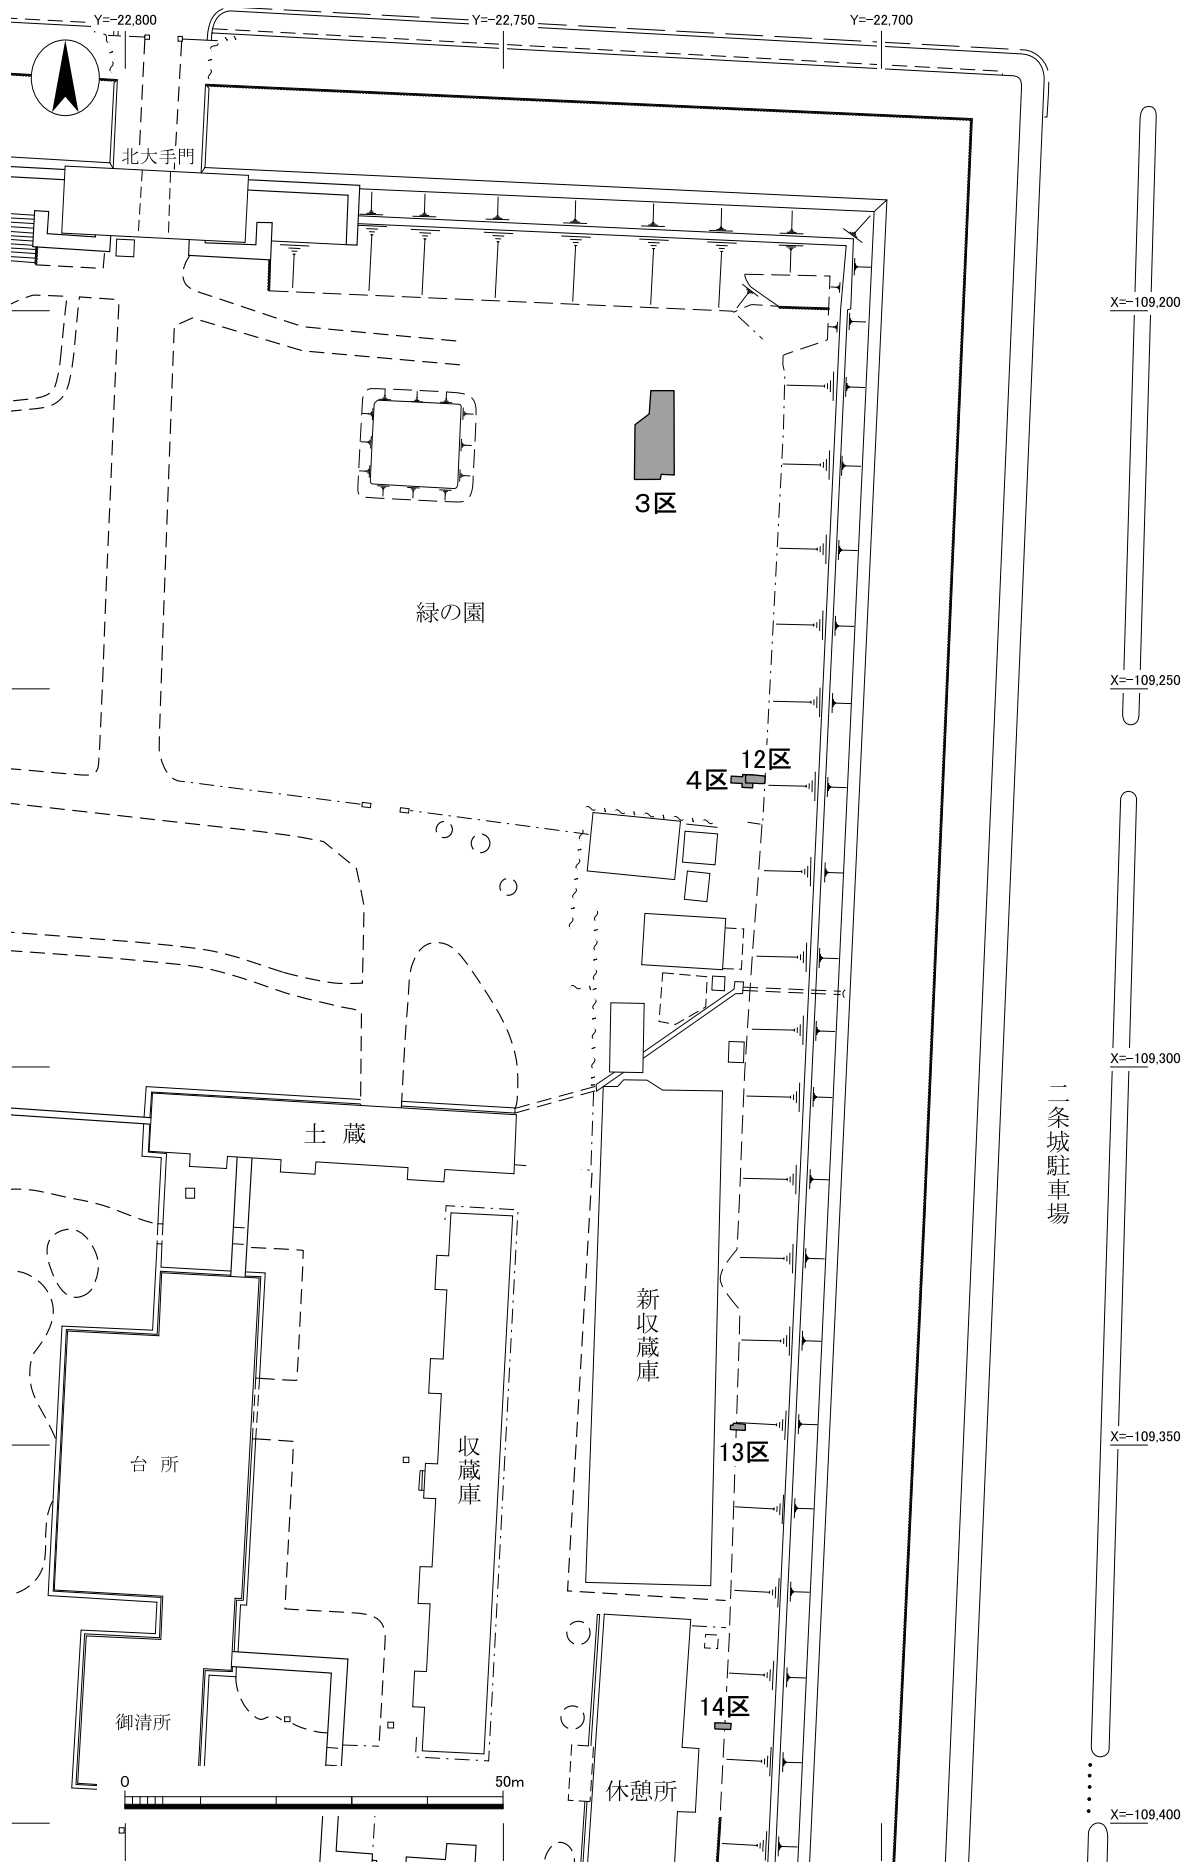 Y=-22,800
Y=-22,750
Y=-22,700
北大手門
X=-109,200
3区
緑の園
X=-109,250
12区
4区
X=-109,300
二条城駐車場
土蔵
新収蔵庫
X=-109,350
13区
収蔵庫
台所
14区
御清所
0
50m
休憩所
X=-109,400